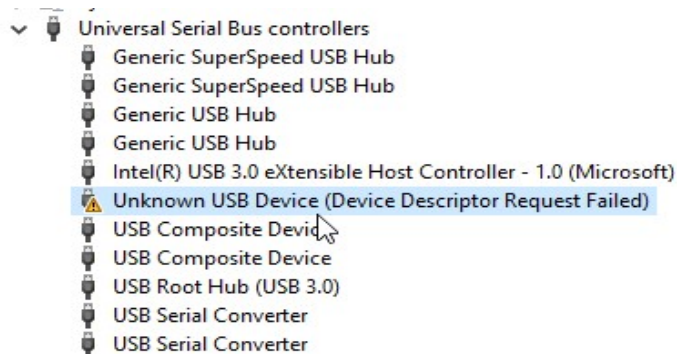 Universal Serial Bus controllers
Generic SuperSpeed USB Hub
Generic SuperSpeed USB Hub
Generic USB Hub
Generic USB Hub
Intel(R) USB 3.0 eXtensible Host Controller - 1.0 (Microsoft)
Unknown USB Device (Device Descriptor Request Failed)
USB Composite Device
USB Composite Device
USB Root Hub (USB 3.0)
USB Serial Converter
USB Serial Converter